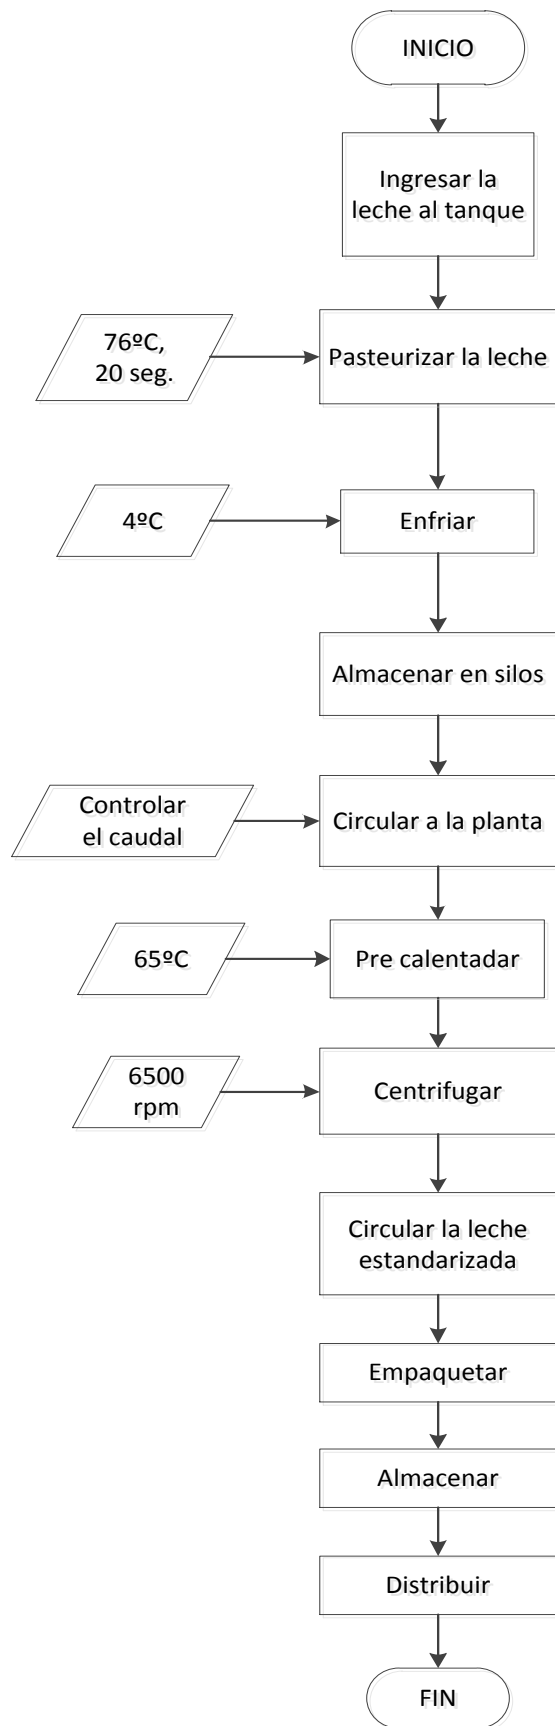 INICIO
Ingresar la
leche al tanque
76ºC,
20 seg.
Pasteurizar la leche
4ºC
Enfriar
Almacenar en silos
Controlar
el caudal
Circular a la planta
65ºC
Pre calentadar
6500
rpm
Centrifugar
Circular la leche
estandarizada
Empaquetar
Almacenar
Distribuir
FIN